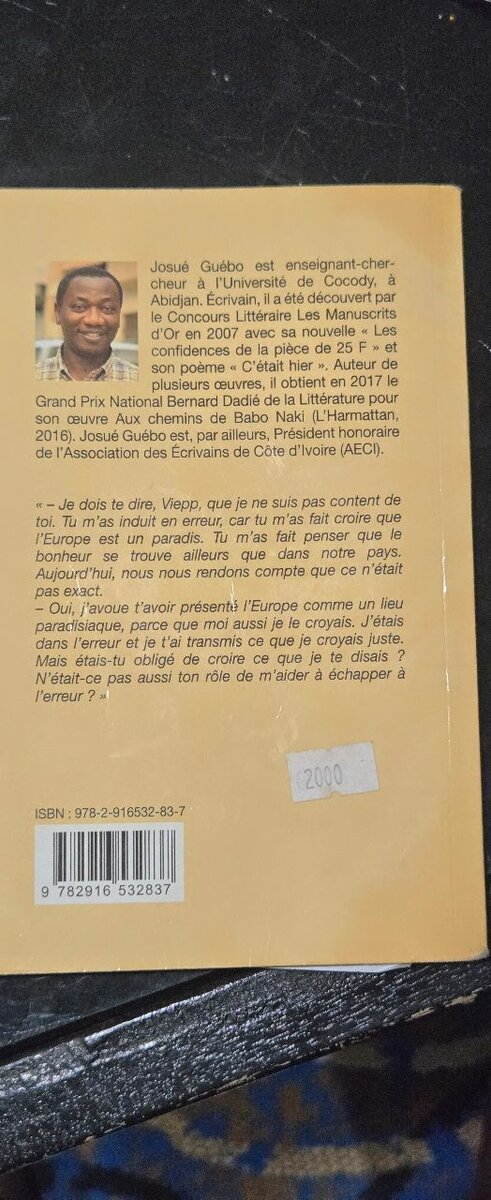 Josué Guébo est enseignant-cher-
cheur à l'Université de Cocody, à
Abidjan. Écrivain, il a été découvert par
le Concours Littéraire Les Manuscrits
d'Or en 2007 avec sa nouvelle « Les
confidences de la pièce de 25 F » et
son poème « C'était hier ». Auteur de
plusieurs œuvres, il obtient en 2017 le
Grand Prix National Bernard Dadié de la Littérature pour
son œuvre Aux chemins de Babo Naki (L'Harmattan,
2016). Josué Guébo est, par ailleurs, Président honoraire
de l'Association des Écrivains de Côte d'Ivoire (AECI).
« – Je dois te dire, Viepp, que je ne suis pas content de
toi. Tu m'as induit en erreur, car tu m'as fait croire que
l'Europe est un paradis. Tu m'as fait penser que le
bonheur se trouve ailleurs que dans notre pays.
Aujourd'hui, nous nous rendons compte que ce n'était
pas exact.
– Oui, j'avoue t'avoir présenté l'Europe comme un lieu
paradisiaque, parce que moi aussi je le croyais. J'étais
dans l'erreur et je t'ai transmis ce que je croyais juste.
Mais étais-tu obligé de croire ce que je te disais ?
N'était-ce pas aussi ton rôle de m'aider à échapper à
l'erreur ? »
2000
ISBN : 978-2-916532-83-7
9 782916 532837